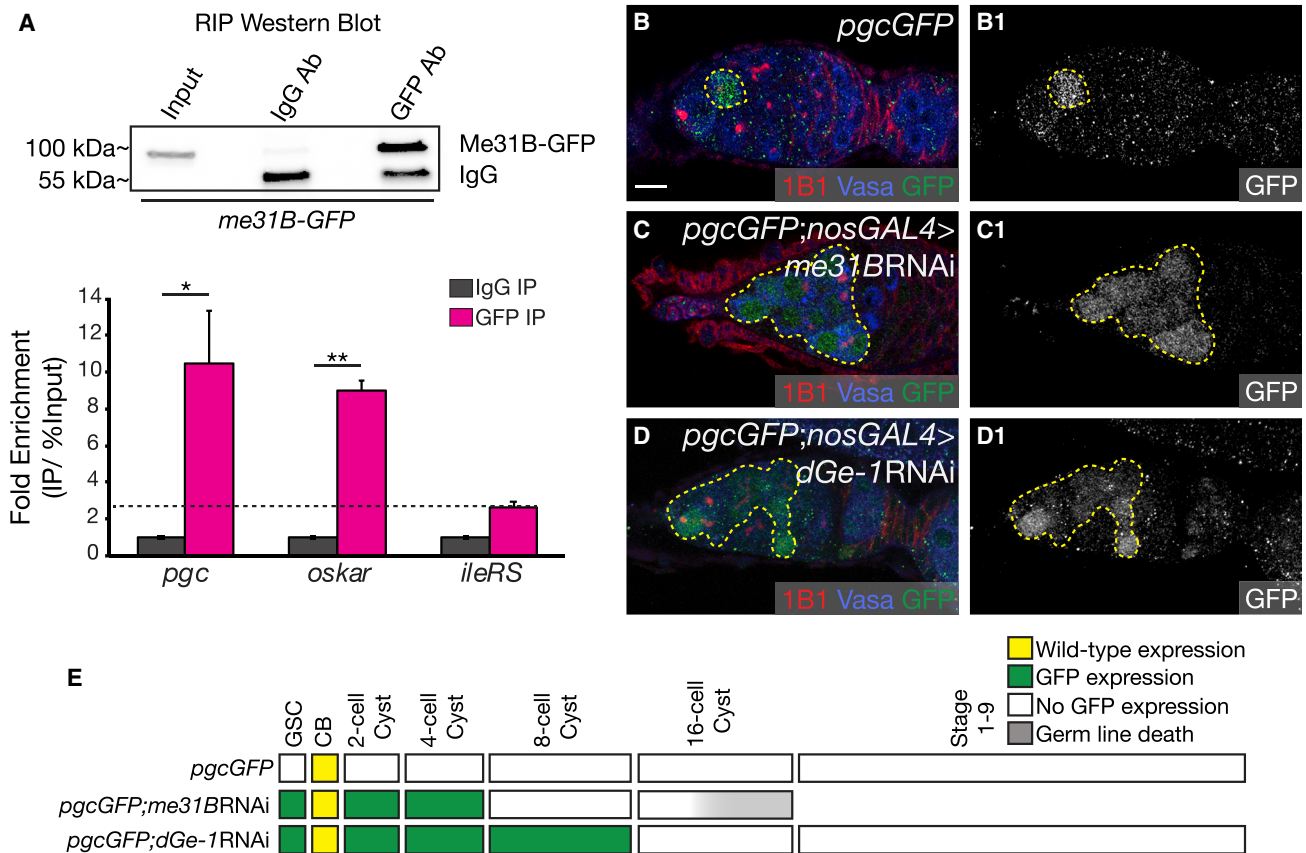 A
RIP Western Blot
Input
IgG Ab
GFP Ab
100 kDa~
55 kDa~
Me31B-GFP
IgG
me31B-GFP
IgG IP
GFP IP
Fold Enrichment
(IP/ %Input)
14
12
10
8
6
4
2
0
*
**
pgc
oskar
ileRS
B
pgcGFP
1B1 Vasa GFP
B1
GFP
C
pgcGFP;nosGAL4>
me31BRNAi
1B1 Vasa GFP
C1
GFP
D
pgcGFP;nosGAL4>
dGe-1RNAi
1B1 Vasa GFP
D1
GFP
E
Wild-type expression
GFP expression
No GFP expression
Germ line death
GSC
CB
2-cell
Cyst
4-cell
Cyst
8-cell
Cyst
16-cell
Cyst
Stage
1-9
pgcGFP
pgcGFP;me31BRNAi
pgcGFP;dGe-1RNAi